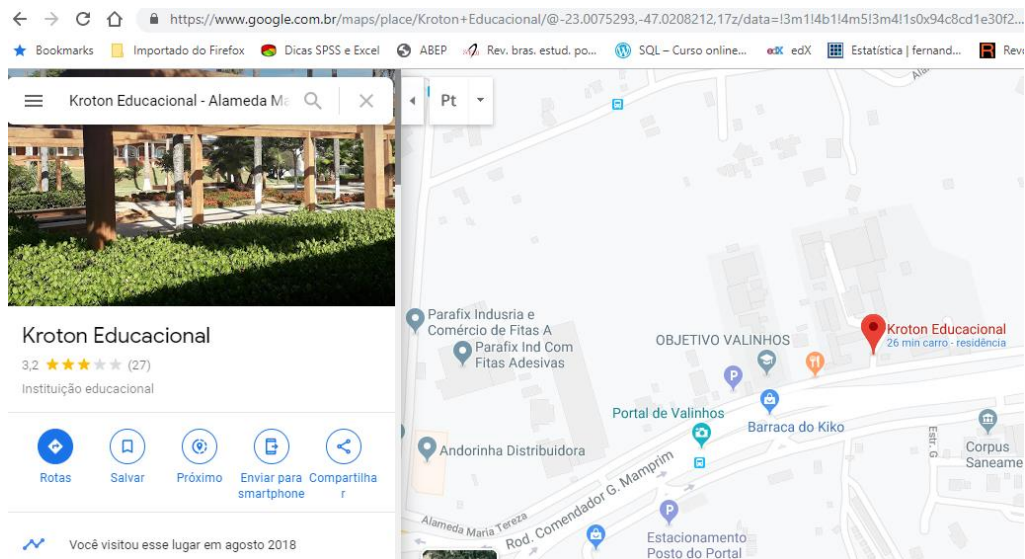 https://www.google.com.br/maps/place/Kroton+Educacional/@-23.0075293,-47.0208212,17z/data=!3m1!4b1!4m5!3m4!1s0x94c8cd1e30f2...
Bookmarks Importado do Firefox Dicas SPSS e Excel ABEP Rev. bras. estud. po... SQL – Curso online... edX edX Estatística | fernand... R Revo
Kroton Educacional - Alameda Ma
Pt
Kroton Educacional
3,2 (27)
Instituição educacional
Rotas
Salvar
Próximo
Enviar para
smartphone
Compartilha
r
Você visitou esse lugar em agosto 2018
Parafix Indusria e
Comércio de Fitas A
Parafix Ind Com
Fitas Adesivas
OBJETIVO VALINHOS
Kroton Educacional
26 min carro - residência
P
Portal de Valinhos
Barraca do Kiko
Andorinha Distribuidora
Estr. G
Corpus
Saneame
Alameda Maria Tereza
Rod. Comendador G. Mamprim
P
Estacionamento
Posto do Portal